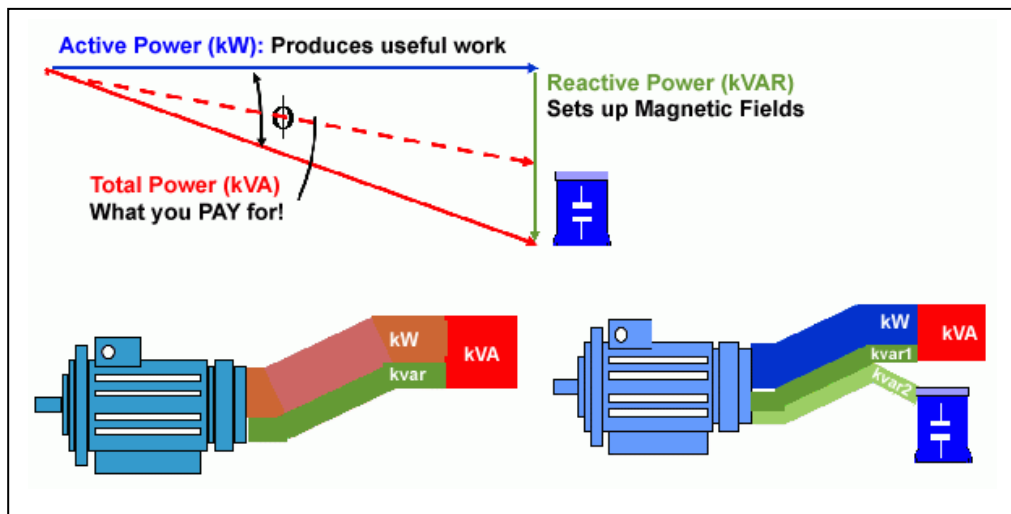 Active Power (kW): Produces useful work
Reactive Power (kVAR)
Sets up Magnetic Fields
ϕ
Total Power (kVA)
What you PAY for!
kW
kvar
kVA
kW
kvar1
kvar2
kVA